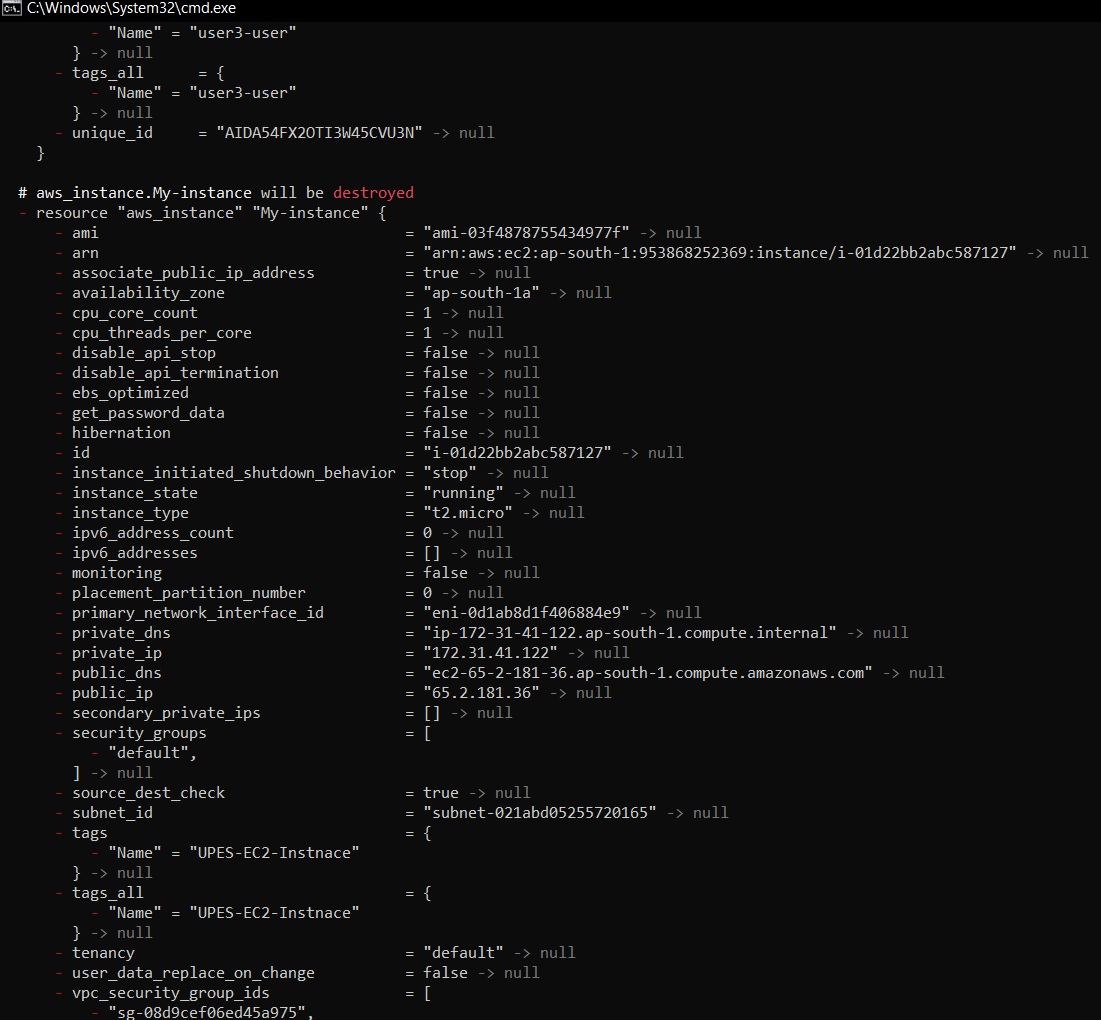 C:\Windows\System32\cmd.exe
- "Name" = "user3-user"
} -> null
- tags_all = {
- "Name" = "user3-user"
} -> null
- unique_id = "AIDA54FX2OTI3W45CVU3N" -> null
}
# aws_instance.My-instance will be destroyed
- resource "aws_instance" "My-instance" {
- ami = "ami-03f4878755434977f" -> null
- arn = "arn:aws:ec2:ap-south-1:953868252369:instance/i-01d22bb2abc587127" -> null
- associate_public_ip_address = true -> null
- availability_zone = "ap-south-1a" -> null
- cpu_core_count = 1 -> null
- cpu_threads_per_core = 1 -> null
- disable_api_stop = false -> null
- disable_api_termination = false -> null
- ebs_optimized = false -> null
- get_password_data = false -> null
- hibernation = false -> null
- id = "i-01d22bb2abc587127" -> null
- instance_initiated_shutdown_behavior = "stop" -> null
- instance_state = "running" -> null
- instance_type = "t2.micro" -> null
- ipv6_address_count = 0 -> null
- ipv6_addresses = [] -> null
- monitoring = false -> null
- placement_partition_number = 0 -> null
- primary_network_interface_id = "eni-0d1ab8d1f406884e9" -> null
- private_dns = "ip-172-31-41-122.ap-south-1.compute.internal" -> null
- private_ip = "172.31.41.122" -> null
- public_dns = "ec2-65-2-181-36.ap-south-1.compute.amazonaws.com" -> null
- public_ip = "65.2.181.36" -> null
- secondary_private_ips = [] -> null
- security_groups = [
- "default",
] -> null
- source_dest_check = true -> null
- subnet_id = "subnet-021abd05255720165" -> null
- tags = {
- "Name" = "UPES-EC2-Instnace"
} -> null
- tags_all = {
- "Name" = "UPES-EC2-Instnace"
} -> null
- tenancy = "default" -> null
- user_data_replace_on_change = false -> null
- vpc_security_group_ids = [
- "sg-08d9cef06ed45a975",